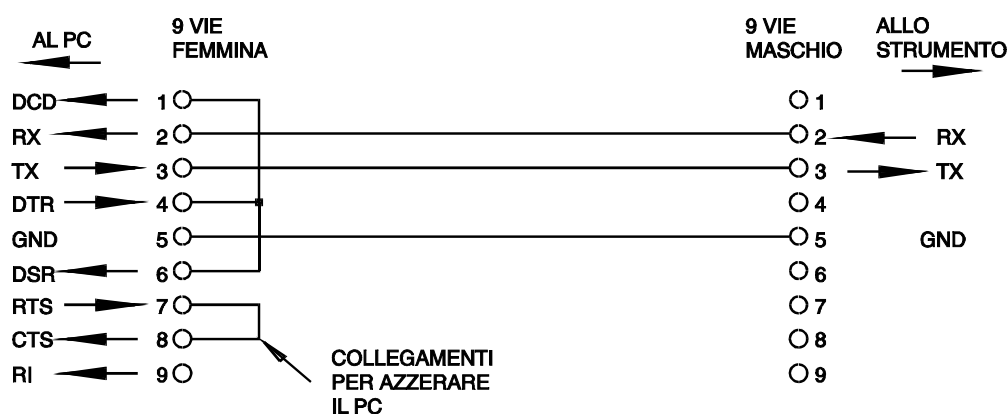 AL PC
9 VIE
FEMMINA
9 VIE
MASCHIO
ALLO
STRUMENTO
DCD 1 1
RX 2 2 RX
TX 3 3 TX
DTR 4 4
GND 5 5 GND
DSR 6 6
RTS 7 7
CTS 8 8
RI 9 9
COLLEGAMENTI
PER AZZERARE
IL PC